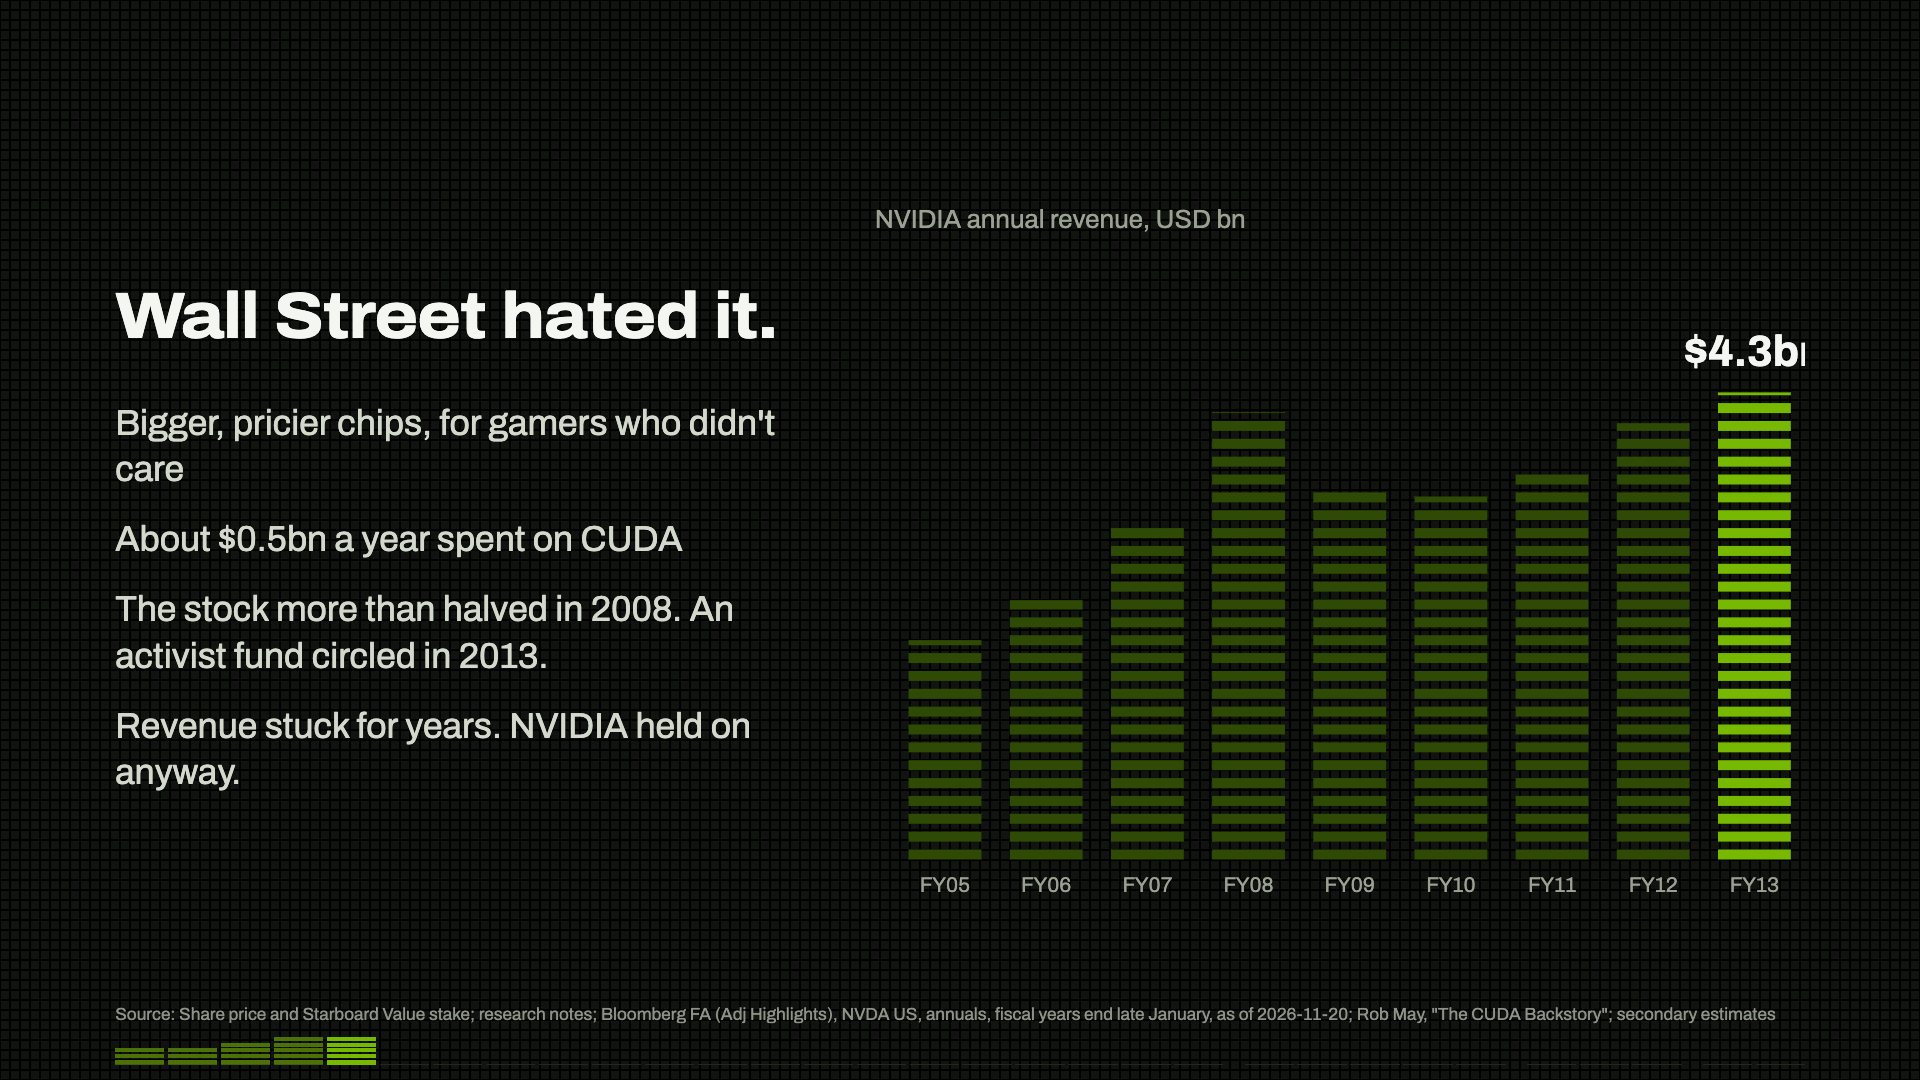 NVIDIA annual revenue, USD bn
Wall Street hated it.
Bigger, pricier chips, for gamers who didn't
care
About $0.5bn a year spent on CUDA
The stock more than halved in 2008. An
activist fund circled in 2013.
Revenue stuck for years. NVIDIA held on
anyway.
$4.3b
FY05 FY06 FY07 FY08 FY09 FY10 FY11 FY12 FY13
Source: Share price and Starboard Value stake; research notes; Bloomberg FA (Adj Highlights), NVDA US, annuals, fiscal years end late January, as of 2026-11-20; Rob May, "The CUDA Backstory"; secondary estimates